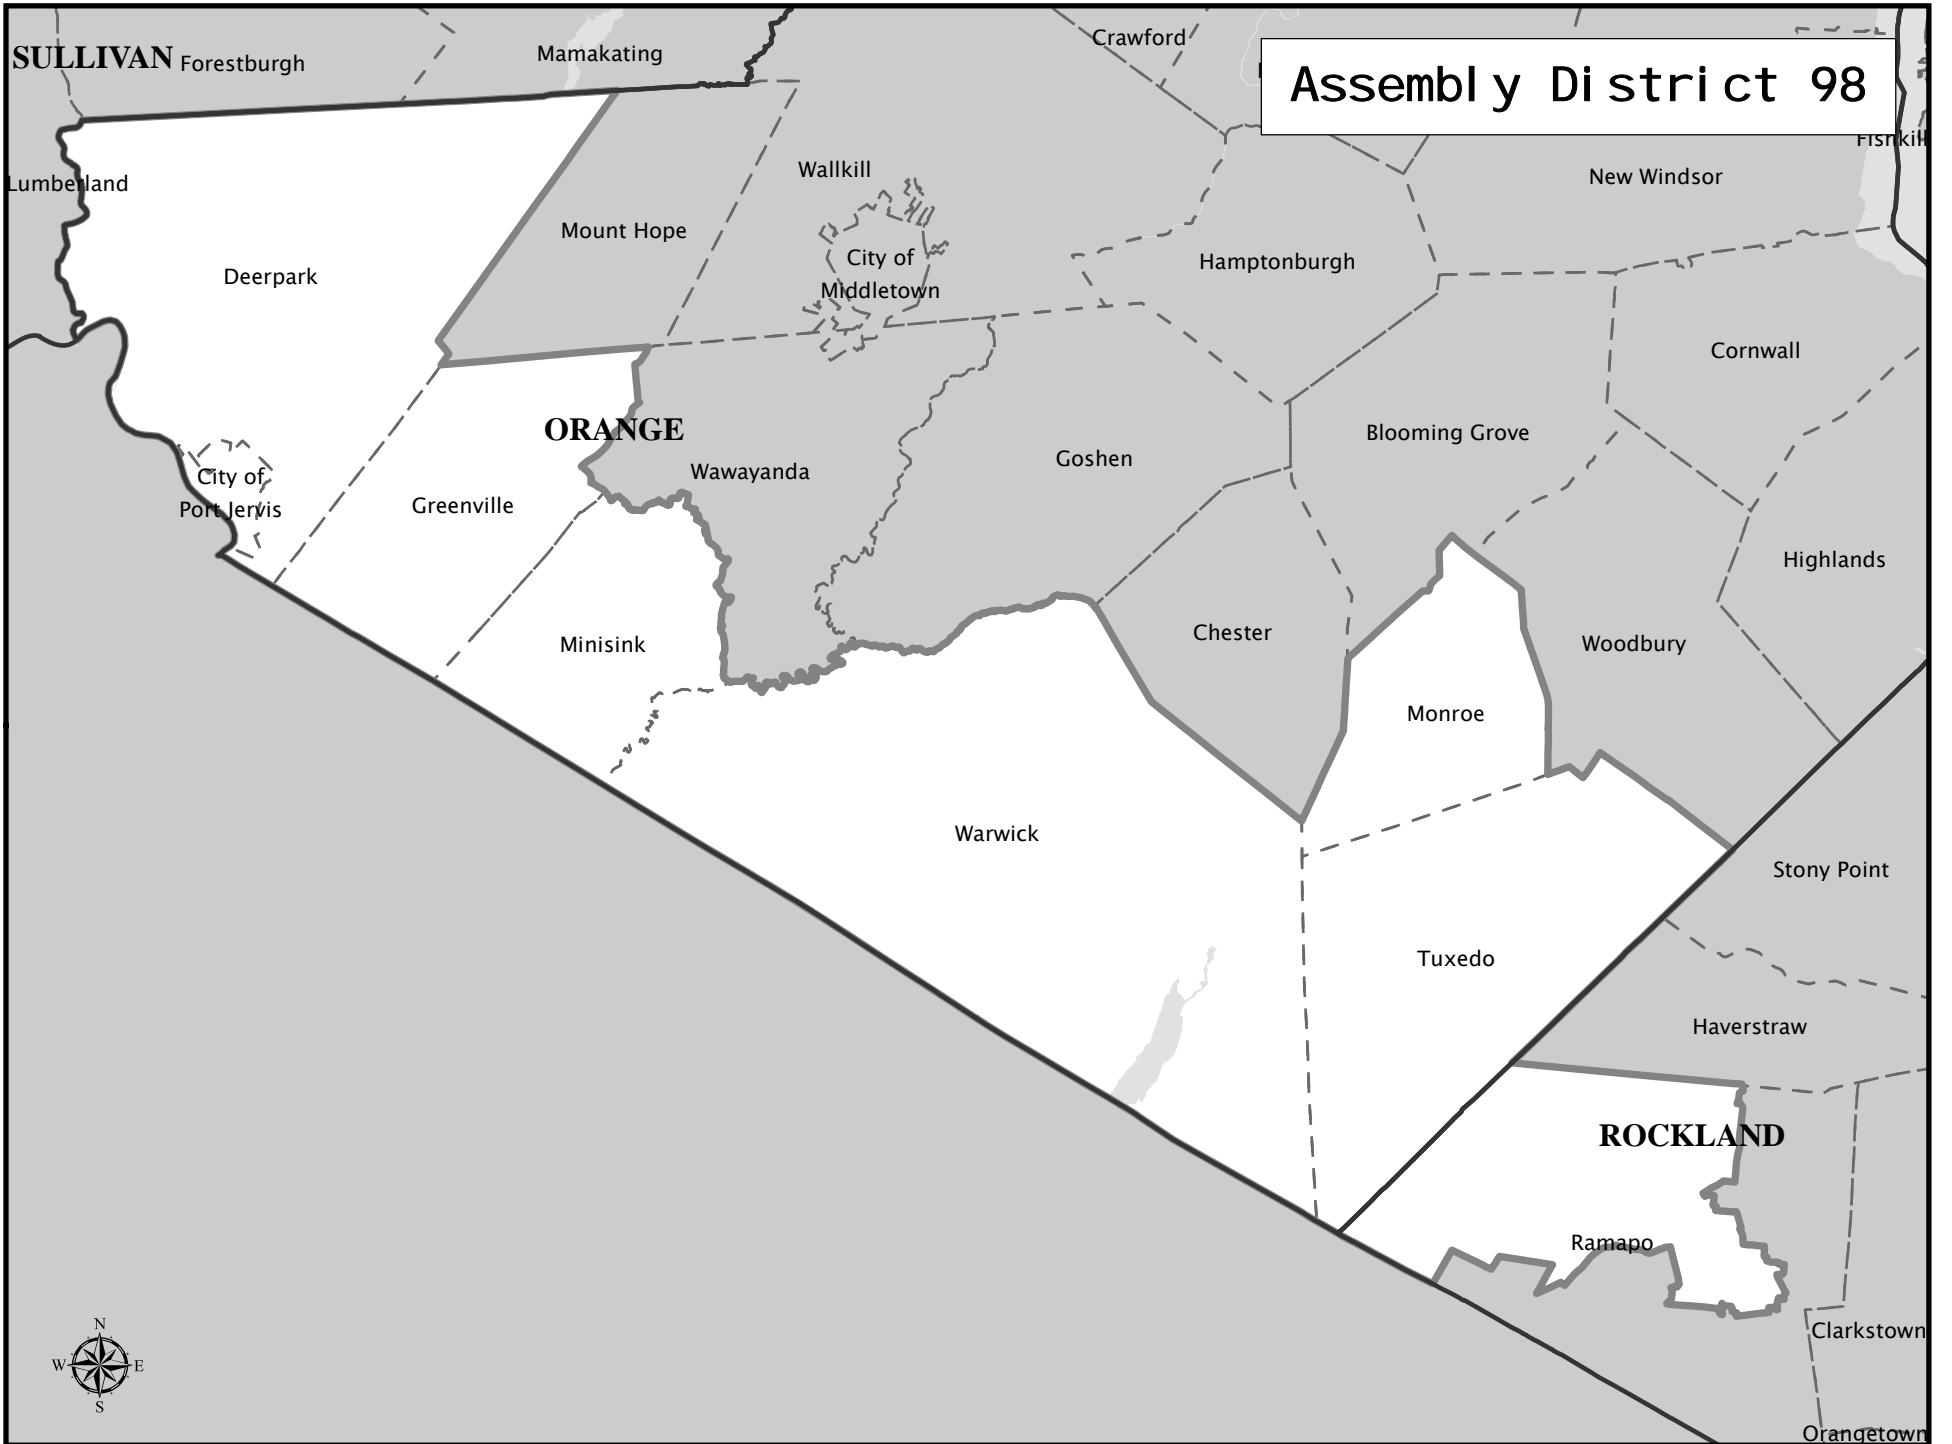 Crawford
SULLIVAN
Forestburgh
Mamakating
Assembly District 98
Fishkill
Lumberland
Wallkill
New Windsor
Mount Hope
City of
Middletown
Hamptonburgh
Deerpark
Cornwall
ORANGE
Blooming Grove
Wawayanda
Goshen
City of
Port Jervis
Greenville
Highlands
Chester
Minisink
Woodbury
Monroe
Warwick
Stony Point
Tuxedo
Haverstraw
ROCKLAND
Ramapo
N
W
E
S
Clarkstown
Orangetown